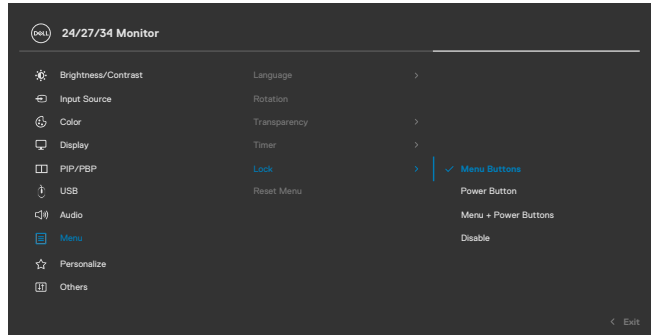 DELL 24/27/34 Monitor
Brightness/Contrast
Input Source
Color
Display
PIP/PBP
USB
Audio
Menu
Personalize
Others
Language
Rotation
Transparency
Timer
Lock
Reset Menu
Menu Buttons
Power Button
Menu + Power Buttons
Disable
Exit